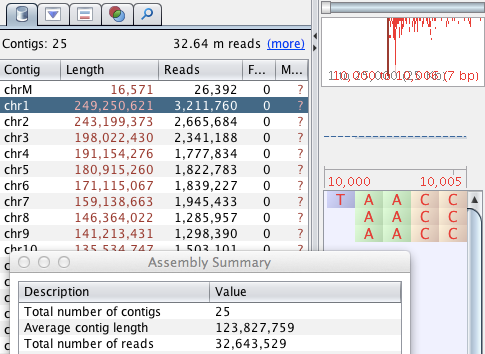 Contigs: 25 32.64 m reads (more)
Contig Length Reads F... M...
chrM 16,571 26,392 0 ?
chr1 249,250,621 3,211,760 0 ?
chr2 243,199,373 2,665,684 0 ?
chr3 198,022,430 2,341,188 0 ?
chr4 191,154,276 1,777,834 0 ?
chr5 180,915,260 1,822,783 0 ?
chr6 171,115,067 1,839,227 0 ?
chr7 159,138,663 1,945,433 0 ?
chr8 146,364,022 1,285,957 0 ?
chr9 141,213,431 1,298,390 0 ?
chr10 135,534,747 1,503,101 0 ?
Assembly Summary
Description Value
Total number of contigs 25
Average contig length 123,827,759
Total number of reads 32,643,529
10,000 10,005
T A A C C
A A C C
A A C C